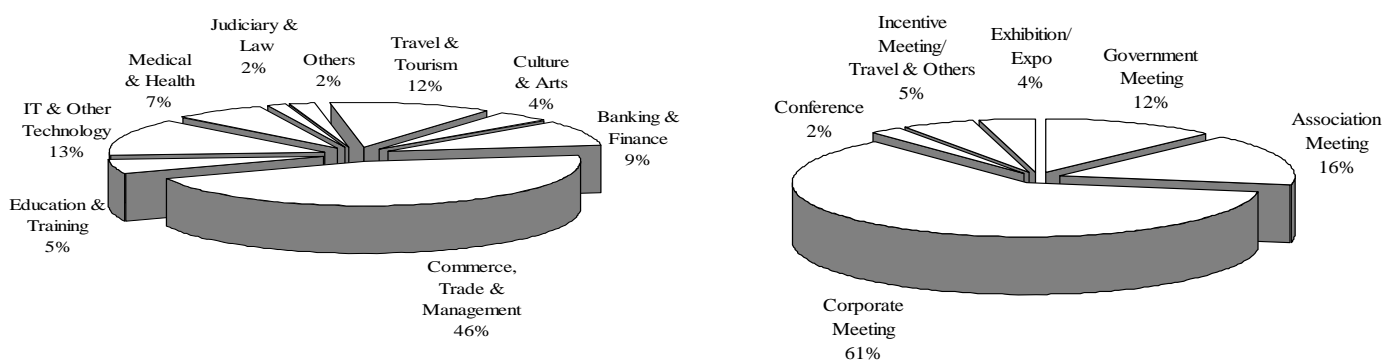 Judiciary &
Law
2%
Others
2%
Travel &
Tourism
12%
Culture
& Arts
4%
Banking &
Finance
9%
Medical
& Health
7%
IT & Other
Technology
13%
Education &
Training
5%
Commerce,
Trade &
Management
46%
Incentive
Meeting/
Travel & Others
5%
Exhibition/
Expo
4%
Government
Meeting
12%
Association
Meeting
16%
Conference
2%
Corporate
Meeting
61%